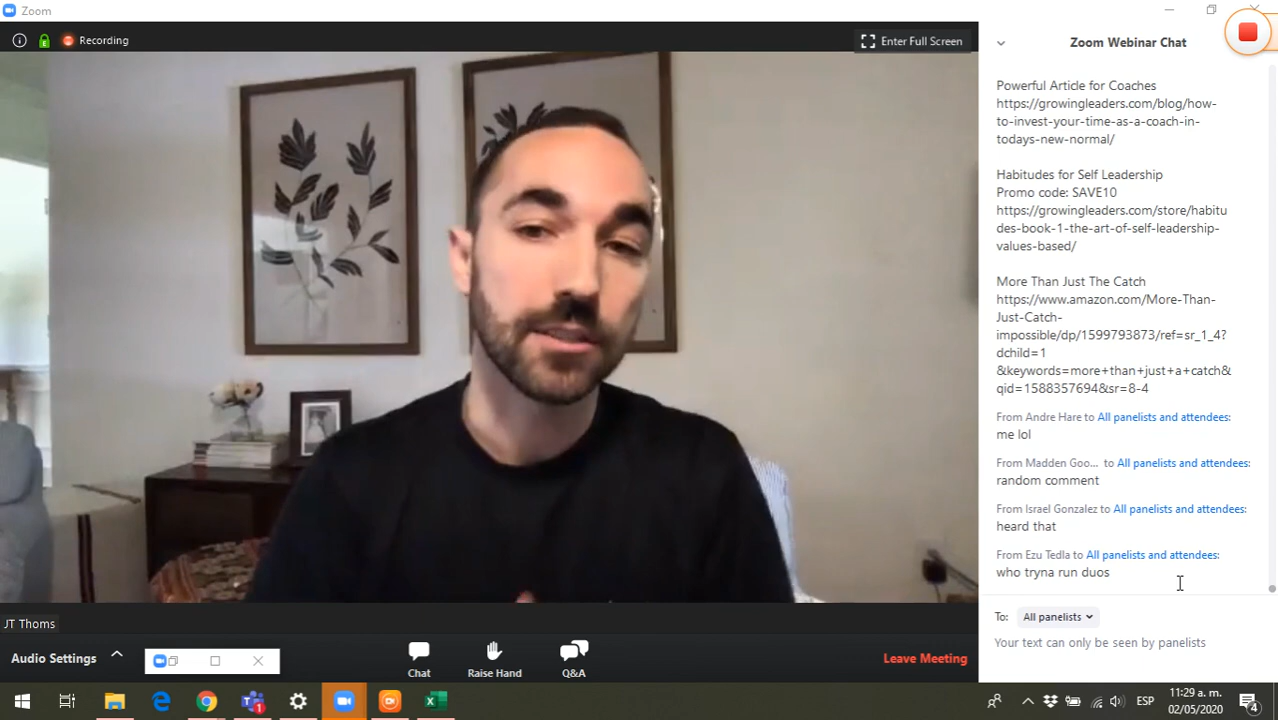 Zoom
Recording
Enter Full Screen
Zoom Webinar Chat
Powerful Article for Coaches
https://growingleaders.com/blog/how-
to-invest-your-time-as-a-coach-in-
todays-new-normal/
Habitudes for Self Leadership
Promo code: SAVE10
https://growingleaders.com/store/habitu
des-book-1-the-art-of-self-leadership-
values-based/
More Than Just The Catch
https://www.amazon.com/More-Than-
Just-Catch-
impossible/dp/1599793873/ref=sr_1_4?
dchild=1
&keywords=more+than+just+a+catch&
qid=1588357694&sr=8-4
From Andre Hare to All panelists and attendees:
me lol
From Madden Goo... to All panelists and attendees:
random comment
From Israel Gonzalez to All panelists and attendees:
heard that
From Ezu Tedla to All panelists and attendees:
who tryna run duos
To: All panelists
Your text can only be seen by panelists
JT Thoms
Audio Settings
Chat
Raise Hand
Q&A
Leave Meeting
1
ESP
11:29 a. m.
02/05/2020
4